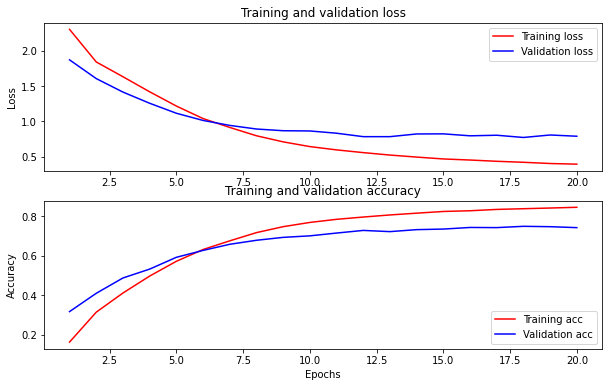 Training and validation loss
2.0
1.5
1.0
0.5
Loss
Training loss
Validation loss
2.5 5.0 7.5 10.0 12.5 15.0 17.5 20.0
Training and validation accuracy
0.8
0.6
0.4
0.2
Accuracy
Training acc
Validation acc
2.5 5.0 7.5 10.0 12.5 15.0 17.5 20.0
Epochs